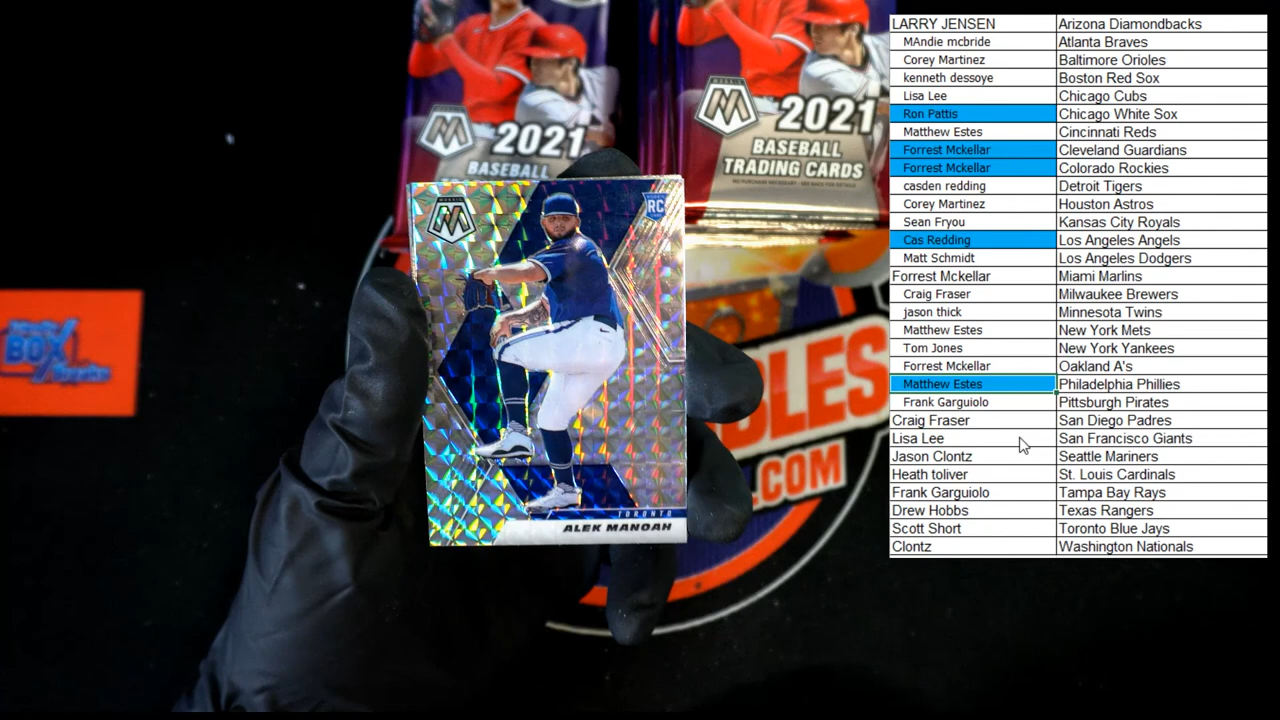 2021
BASEBALL
2021
BASEBALL
TRADING CARDS
MOSAIC
RC
TORONTO
ALEK MANOAH
BOX
BLES
.COM
LARRY JENSEN Arizona Diamondbacks
MAndie mcbride Atlanta Braves
Corey Martinez Baltimore Orioles
kenneth dessoye Boston Red Sox
Lisa Lee Chicago Cubs
Ron Pattis Chicago White Sox
Matthew Estes Cincinnati Reds
Forrest Mckellar Cleveland Guardians
Forrest Mckellar Colorado Rockies
casden redding Detroit Tigers
Corey Martinez Houston Astros
Sean Fryou Kansas City Royals
Cas Redding Los Angeles Angels
Matt Schmidt Los Angeles Dodgers
Forrest Mckellar Miami Marlins
Craig Fraser Milwaukee Brewers
jason thick Minnesota Twins
Matthew Estes New York Mets
Tom Jones New York Yankees
Forrest Mckellar Oakland A's
Matthew Estes Philadelphia Phillies
Frank Garguiolo Pittsburgh Pirates
Craig Fraser San Diego Padres
Lisa Lee San Francisco Giants
Jason Clontz Seattle Mariners
Heath toliver St. Louis Cardinals
Frank Garguiolo Tampa Bay Rays
Drew Hobbs Texas Rangers
Scott Short Toronto Blue Jays
Clontz Washington Nationals